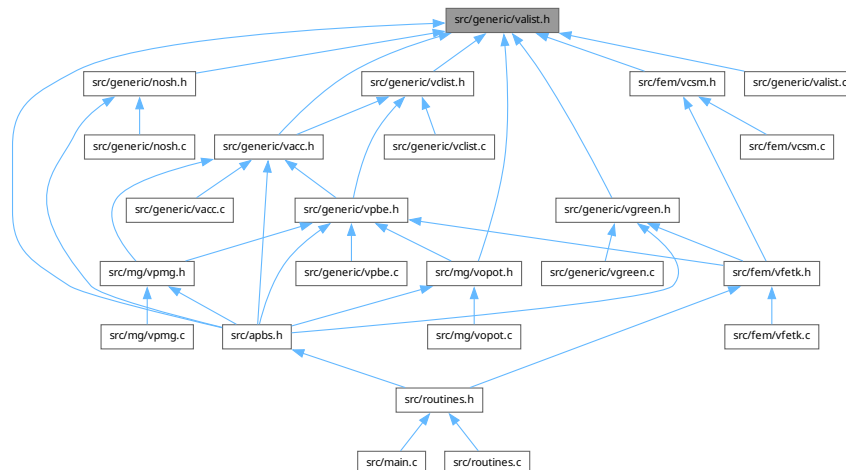 src/generic/valist.h
src/generic/nosh.h
src/generic/vclist.h
src/fem/vcsm.h
src/generic/valist.c
src/generic/nosh.c
src/generic/vacc.h
src/generic/vclist.c
src/fem/vcsm.c
src/generic/vacc.c
src/generic/vpbe.h
src/generic/vgreen.h
src/mg/vpmg.h
src/generic/vpbe.c
src/mg/vopot.h
src/generic/vgreen.c
src/fem/vfetk.h
src/mg/vpmg.c
src/apbs.h
src/mg/vopot.c
src/fem/vfetk.c
src/routines.h
src/main.c
src/routines.c